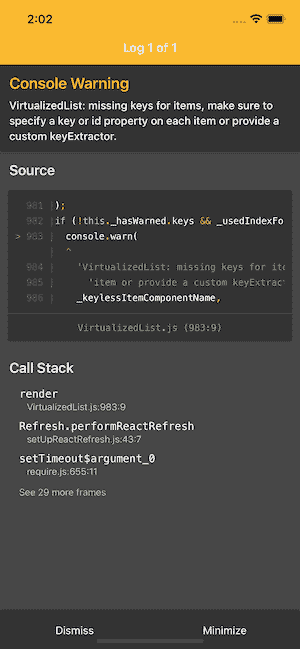 2:02
Log 1 of 1
Console Warning
VirtualizedList: missing keys for items, make sure to
specify a key or id property on each item or provide a
custom keyExtractor.
Source
981 | );
982 | if (!this._hasWarned.keys && _usedIndexFo
> 983 | console.warn(
| ^
984 | 'VirtualizedList: missing keys for ite
985 | 'item or provide a custom keyExtract
986 | _keylessItemComponentName,
VirtualizedList.js (983:9)
Call Stack
render
VirtualizedList.js:983:9
Refresh.performReactRefresh
setUpReactRefresh.js:43:7
setTimeout$argument_0
require.js:655:11
See 29 more frames
Dismiss
Minimize